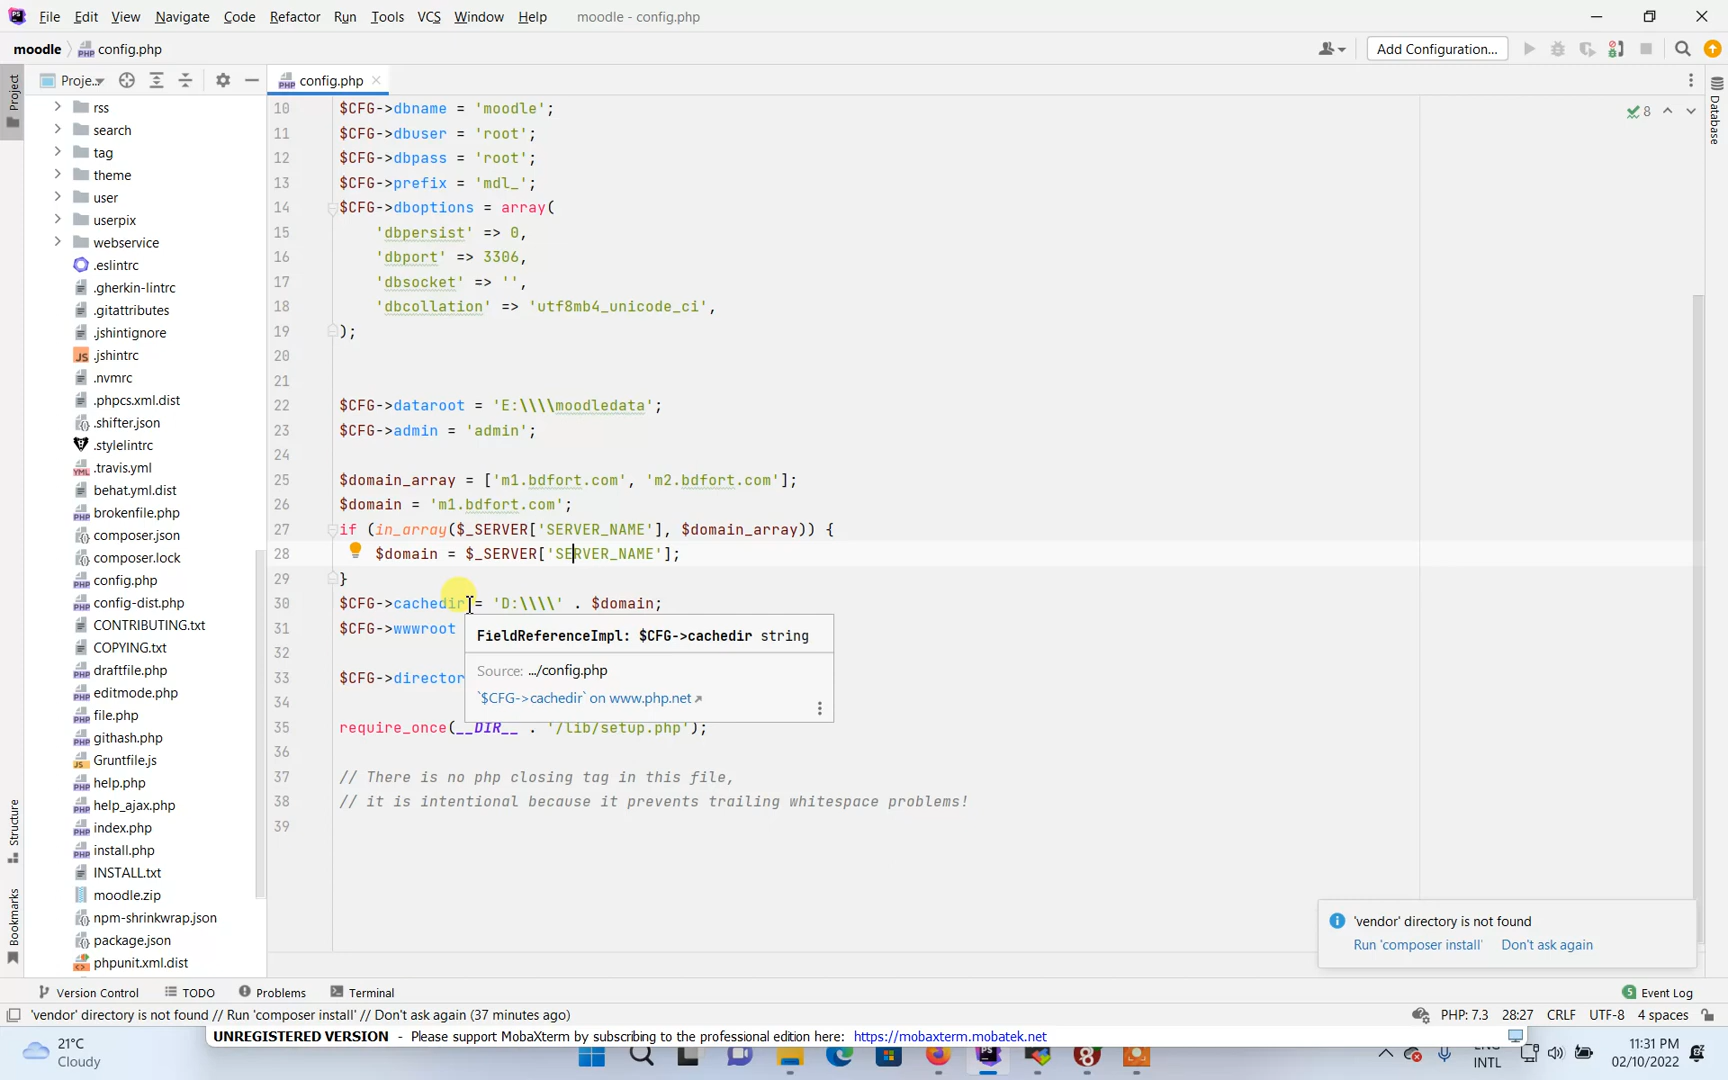 File Edit View Navigate Code Refactor Run Tools VCS Window Help moodle - config.php
moodle config.php Add Configuration...
Project Proje... config.php
rss
search
tag
theme
user
userpix
webservice
.eslintrc
.gherkin-lintrc
.gitattributes
.jshintignore
.jshintrc
.nvmrc
.phpcs.xml.dist
.shifter.json
.stylelintrc
.travis.yml
behat.yml.dist
brokenfile.php
composer.json
composer.lock
config.php
config-dist.php
CONTRIBUTING.txt
COPYING.txt
draftfile.php
editmode.php
file.php
githash.php
Gruntfile.js
help.php
help_ajax.php
index.php
install.php
INSTALL.txt
moodle.zip
npm-shrinkwrap.json
package.json
phpunit.xml.dist
Structure
Bookmarks
Database
8
10 $CFG->dbname = 'moodle';
11 $CFG->dbuser = 'root';
12 $CFG->dbpass = 'root';
13 $CFG->prefix = 'mdl_';
14 $CFG->dboptions = array(
15 'dbpersist' => 0,
16 'dbport' => 3306,
17 'dbsocket' => '',
18 'dbcollation' => 'utf8mb4_unicode_ci',
19 );
20
21
22 $CFG->dataroot = 'E:\\\\moodledata';
23 $CFG->admin = 'admin';
24
25 $domain_array = ['m1.bdfort.com', 'm2.bdfort.com'];
26 $domain = 'm1.bdfort.com';
27 if (in_array($_SERVER['SERVER_NAME'], $domain_array)) {
28 $domain = $_SERVER['SERVER_NAME'];
29 }
30 $CFG->cachedir = 'D:\\\\' . $domain;
31 $CFG->wwwroot
32
33 $CFG->director
34
35 require_once(__DIR__ . '/lib/setup.php');
36
37 // There is no php closing tag in this file,
38 // it is intentional because it prevents trailing whitespace problems!
39
FieldReferenceImpl: $CFG->cachedir string
Source: .../config.php
`$CFG->cachedir` on www.php.net
'vendor' directory is not found
Run 'composer install' Don't ask again
Version Control TODO Problems Terminal 5 Event Log
'vendor' directory is not found // Run 'composer install' // Don't ask again (37 minutes ago) PHP: 7.3 28:27 CRLF UTF-8 4 spaces
UNREGISTERED VERSION - Please support MobaXterm by subscribing to the professional edition here: https://mobaxterm.mobatek.net
21°C
Cloudy
INTL
11:31 PM
02/10/2022